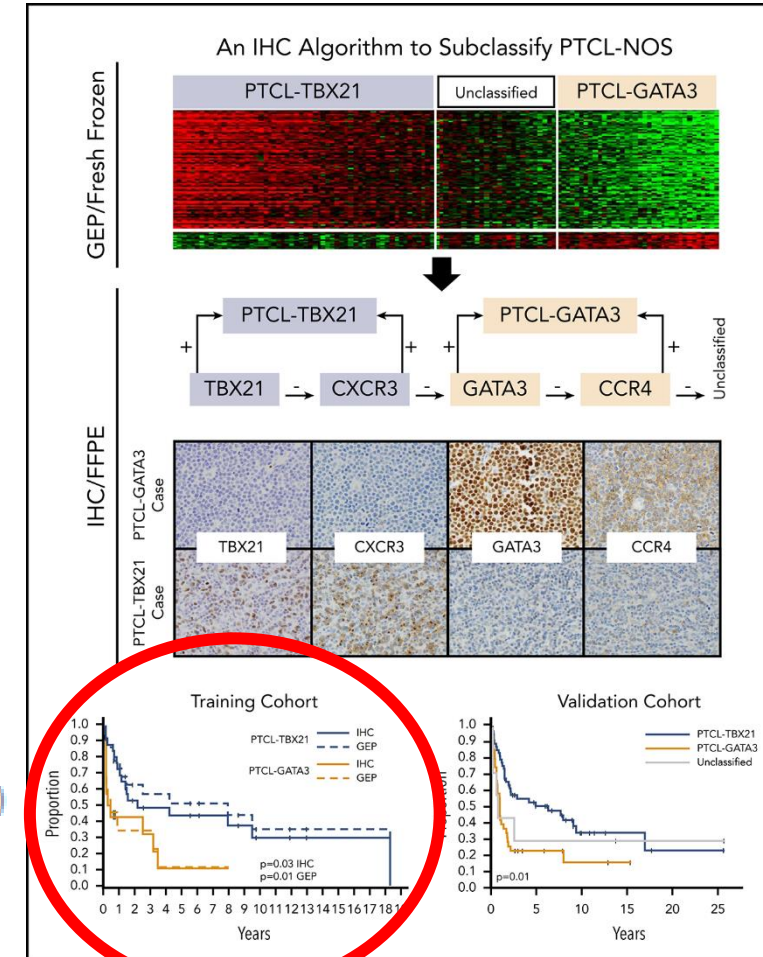 An IHC Algorithm to Subclassify PTCL-NOS
GEP/Fresh Frozen
PTCL-TBX21
Unclassified
PTCL-GATA3
IHC/FFPE
PTCL-TBX21
PTCL-GATA3
+
+
+
+
TBX21
-
CXCR3
-
GATA3
-
CCR4
-
Unclassified
PTCL-GATA3
Case
TBX21
CXCR3
GATA3
CCR4
PTCL-TBX21
Case
Training Cohort
Proportion
1.0
0.9
0.8
0.7
0.6
0.5
0.4
0.3
0.2
0.1
0.0
PTCL-TBX21
IHC
GEP
PTCL-GATA3
IHC
GEP
p=0.03 IHC
p=0.01 GEP
0 1 2 3 4 5 6 7 8 9 10 11 12 13 14 15 16 17 18
Years
Validation Cohort
Proportion
1.0
0.9
0.8
0.7
0.6
0.5
0.4
0.3
0.2
0.1
0.0
PTCL-TBX21
PTCL-GATA3
Unclassified
p=0.01
0 5 10 15 20 25
Years